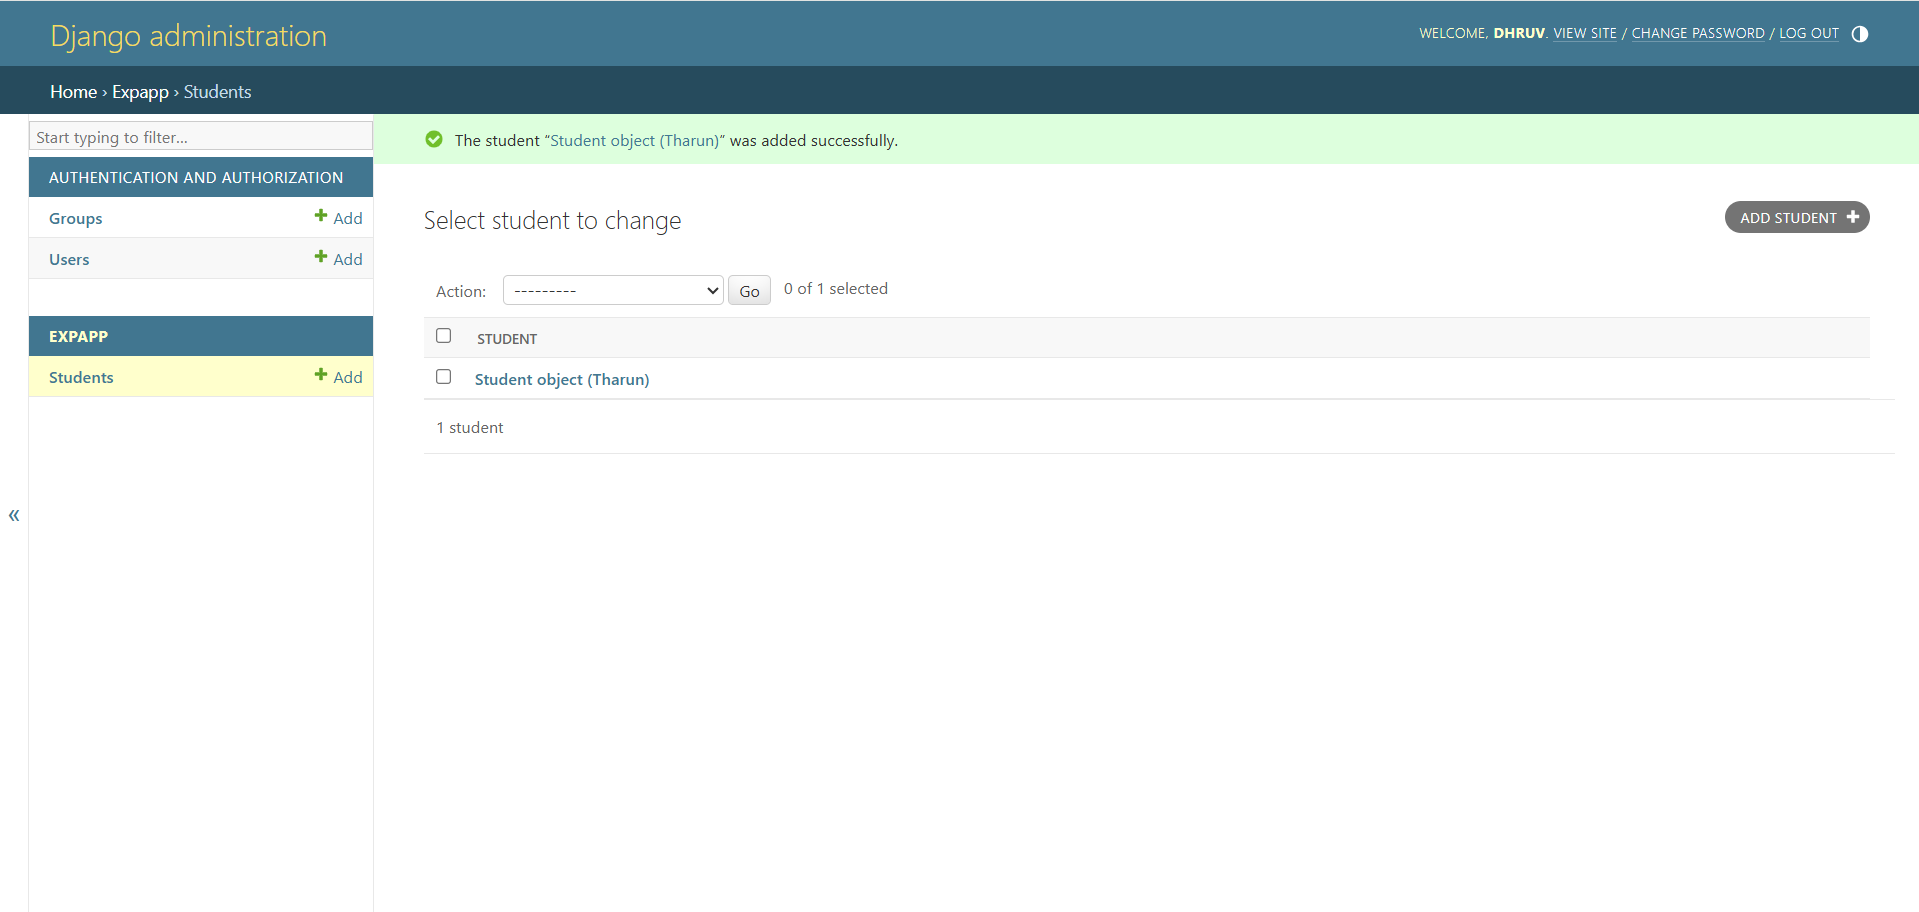 Django administration
WELCOME, DHRUV. VIEW SITE / CHANGE PASSWORD / LOG OUT
Home › Expapp › Students
Start typing to filter...
The student “Student object (Tharun)” was added successfully.
AUTHENTICATION AND AUTHORIZATION
Groups + Add
Users + Add
EXPAPP
Students + Add
«
Select student to change
ADD STUDENT +
Action: --------- Go 0 of 1 selected
STUDENT
Student object (Tharun)
1 student